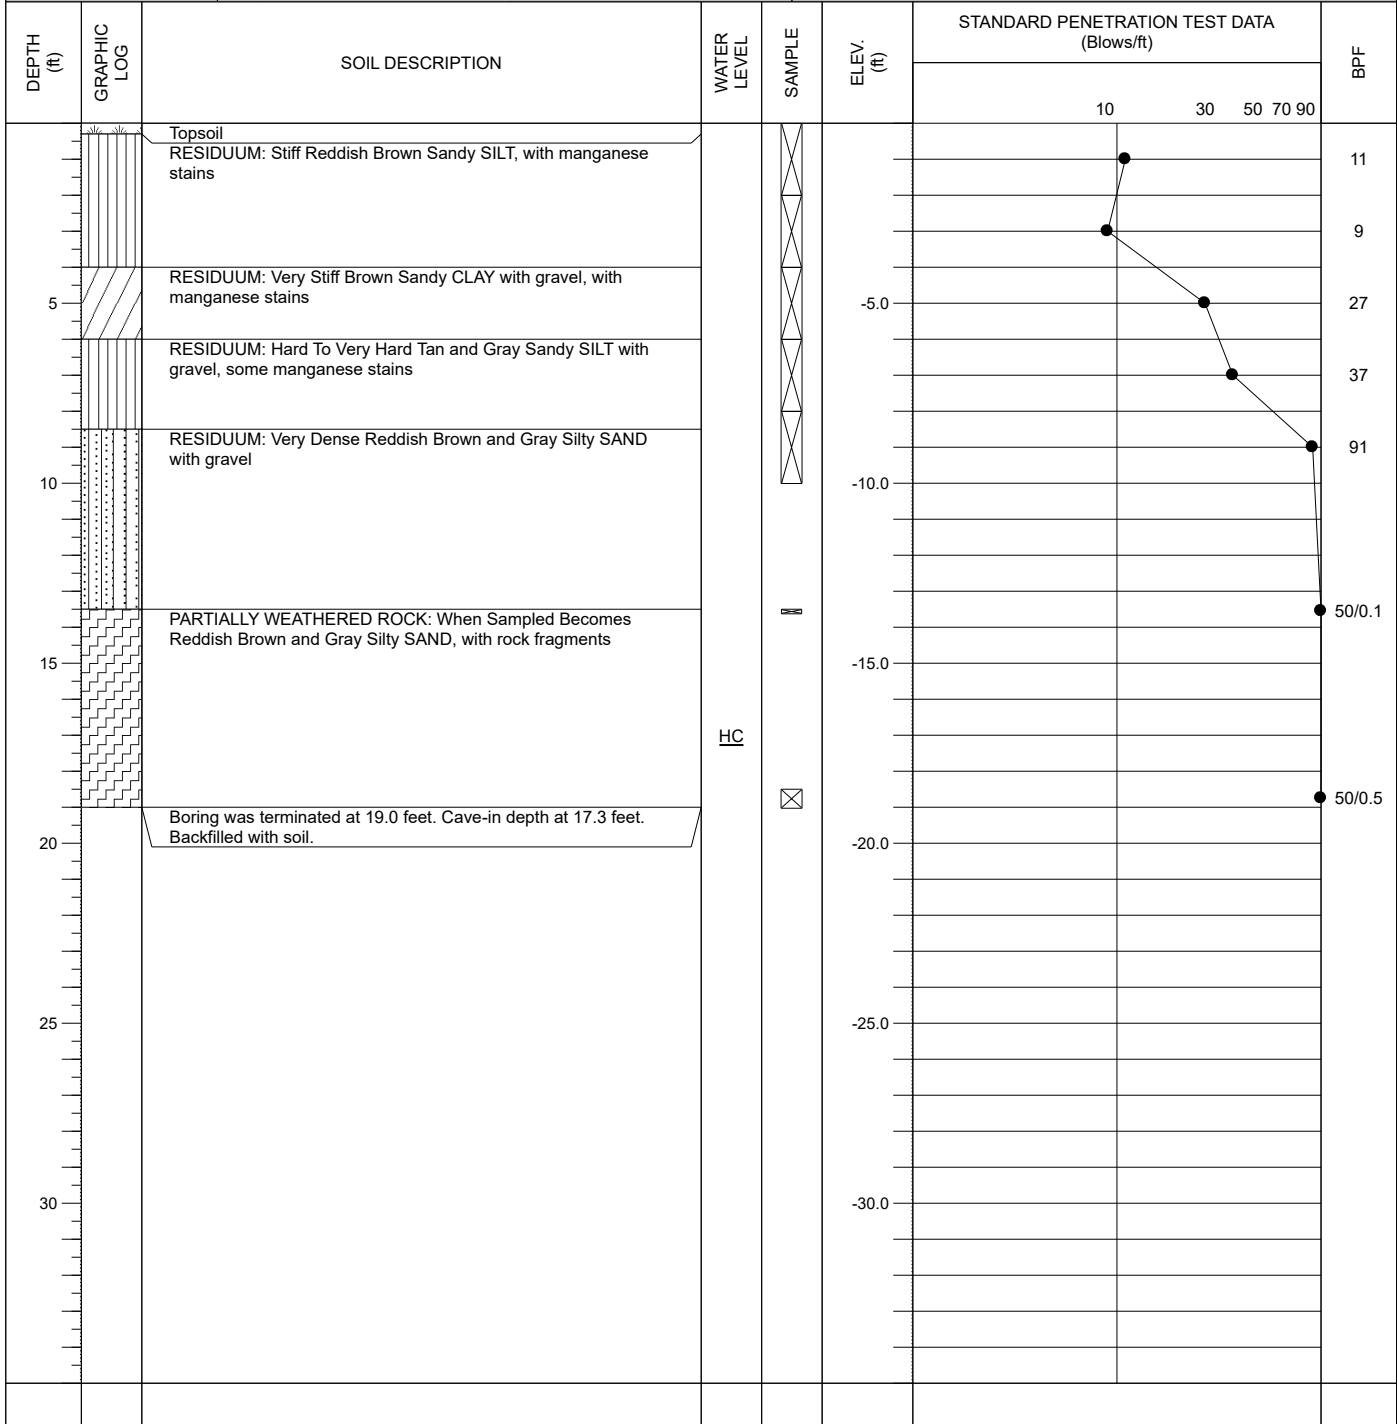 DEPTH
(ft)
GRAPHIC
LOG
SOIL DESCRIPTION
WATER
LEVEL
SAMPLE
ELEV.
(ft)
STANDARD PENETRATION TEST DATA
(Blows/ft)
10 30 50 70 90
BPF
Topsoil
RESIDUUM: Stiff Reddish Brown Sandy SILT, with manganese
stains
11
9
RESIDUUM: Very Stiff Brown Sandy CLAY with gravel, with
manganese stains
5 -5.0 27
RESIDUUM: Hard To Very Hard Tan and Gray Sandy SILT with
gravel, some manganese stains
37
RESIDUUM: Very Dense Reddish Brown and Gray Silty SAND
with gravel
91
10 -10.0
PARTIALLY WEATHERED ROCK: When Sampled Becomes
Reddish Brown and Gray Silty SAND, with rock fragments
50/0.1
15 -15.0
HC
50/0.5
Boring was terminated at 19.0 feet. Cave-in depth at 17.3 feet.
Backfilled with soil.
20 -20.0
25 -25.0
30 -30.0